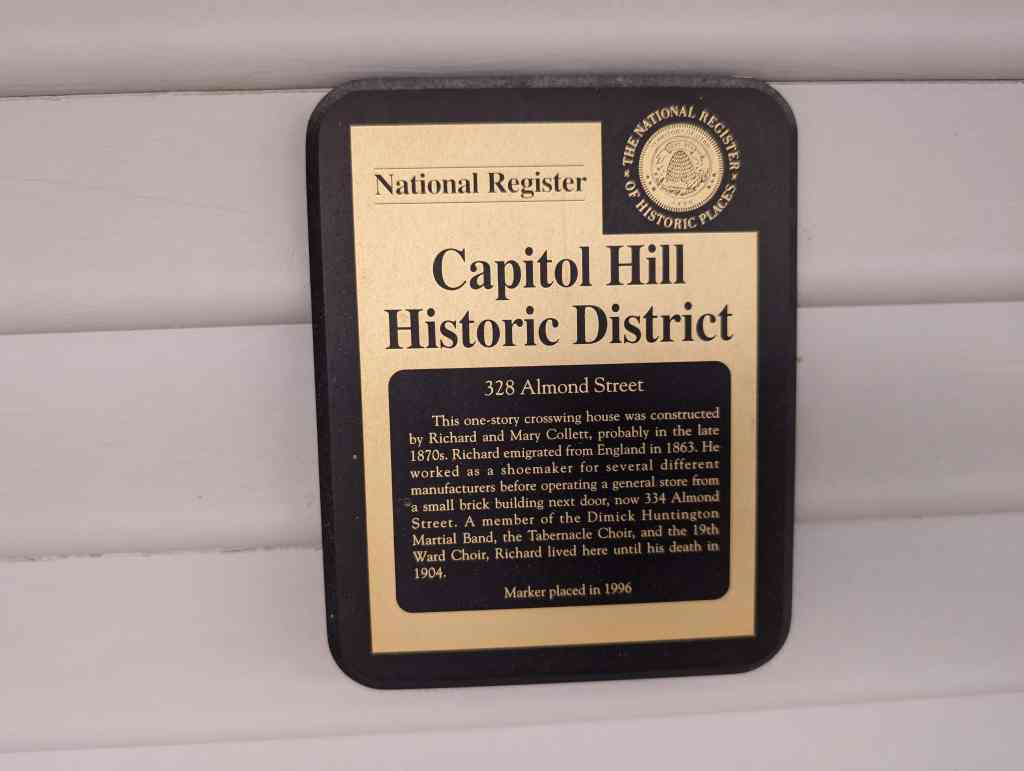 National Register
THE NATIONAL REGISTER
OF HISTORIC PLACES
Capitol Hill
Historic District
328 Almond Street
This one-story crosswing house was constructed
by Richard and Mary Collett, probably in the late
1870s. Richard emigrated from England in 1863. He
worked as a shoemaker for several different
manufacturers before operating a general store from
a small brick building next door, now 334 Almond
Street. A member of the Dimick Huntington
Martial Band, the Tabernacle Choir, and the 19th
Ward Choir, Richard lived here until his death in
1904.
Marker placed in 1996